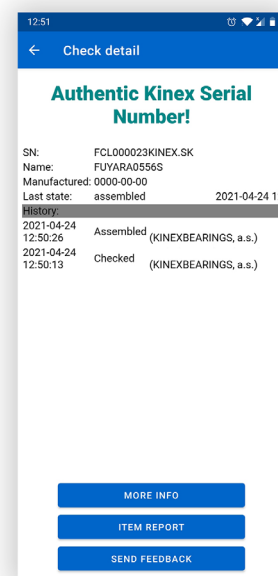 12:51
Check detail
Authentic Kinex Serial
Number!
SN: FCL000023KINEX.SK
Name: FUYARA0556S
Manufactured: 0000-00-00
Last state: assembled 2021-04-24 1
History:
2021-04-24 12:50:26 Assembled (KINEXBEARINGS, a.s.)
2021-04-24 12:50:13 Checked (KINEXBEARINGS, a.s.)
MORE INFO
ITEM REPORT
SEND FEEDBACK